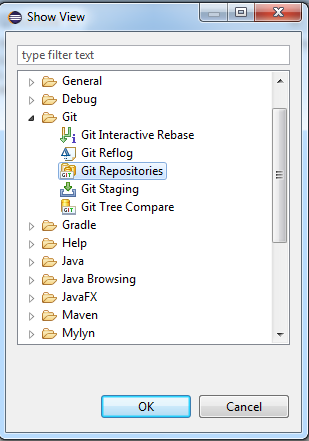 Show View
type filter text
General
Debug
Git
Git Interactive Rebase
Git Reflog
Git Repositories
Git Staging
Git Tree Compare
Gradle
Help
Java
Java Browsing
JavaFX
Maven
Mylyn
OK Cancel